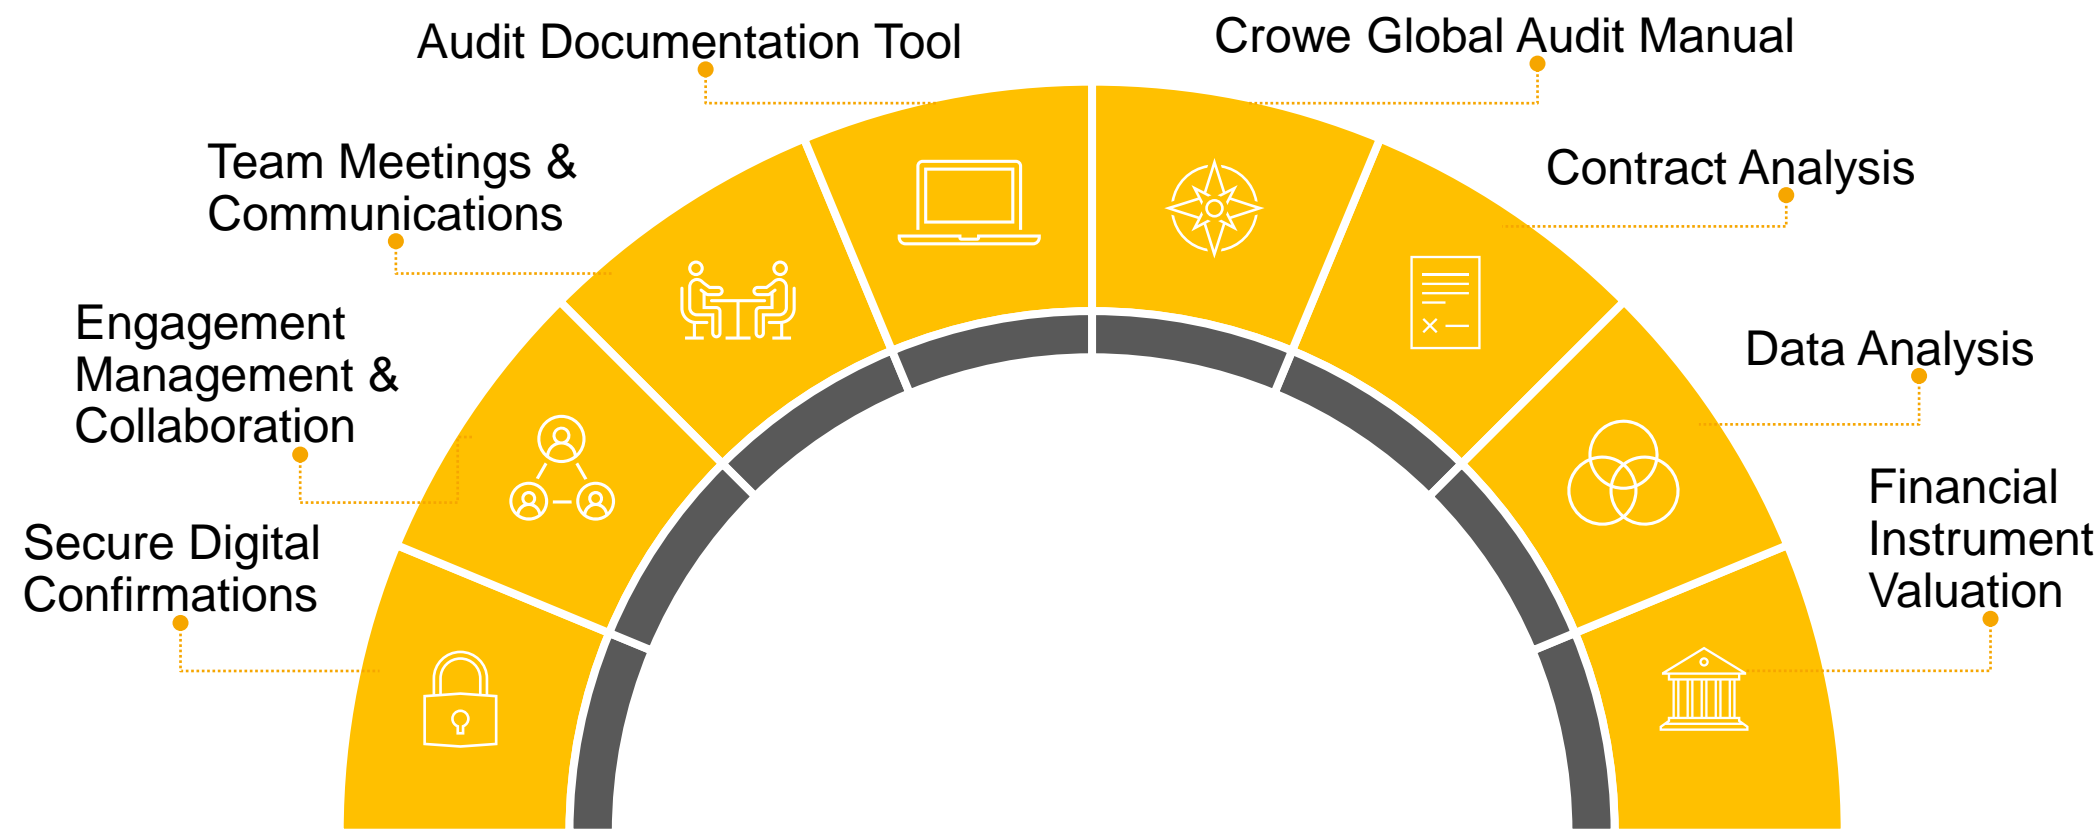 Audit Documentation Tool
Crowe Global Audit Manual
Team Meetings &
Communications
Contract Analysis
Engagement
Management &
Collaboration
Data Analysis
Secure Digital
Confirmations
Financial
Instrument
Valuation